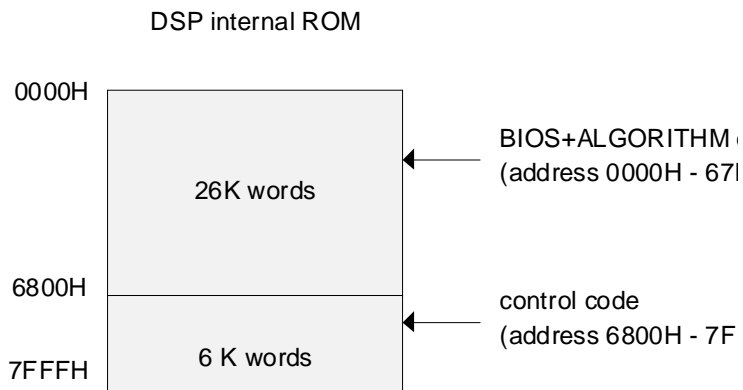 DSP internal ROM
0000H
BIOS+ALGORITHM
(address 0000H - 67
26K words
6800H
control code
(address 6800H - 7F
6 K words
7FFFH